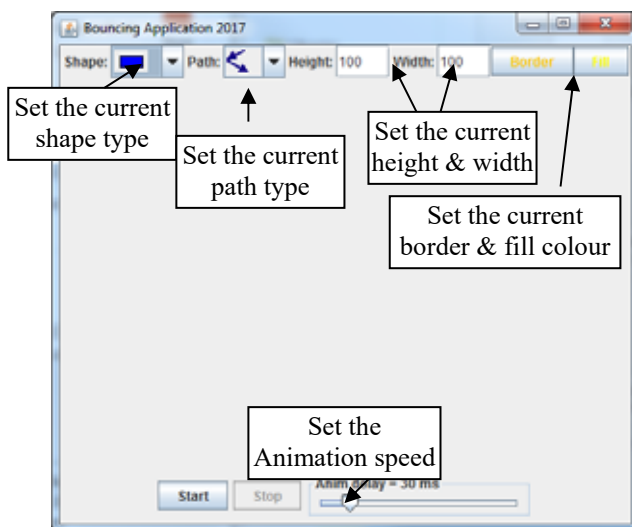 Bouncing Application 2017
Shape: Path: Height: 100 Width: 100 Border Fill
Set the current
shape type
Set the current
path type
Set the current
height & width
Set the current
border & fill colour
Set the
Animation speed
Start Stop Anim delay = 30 ms